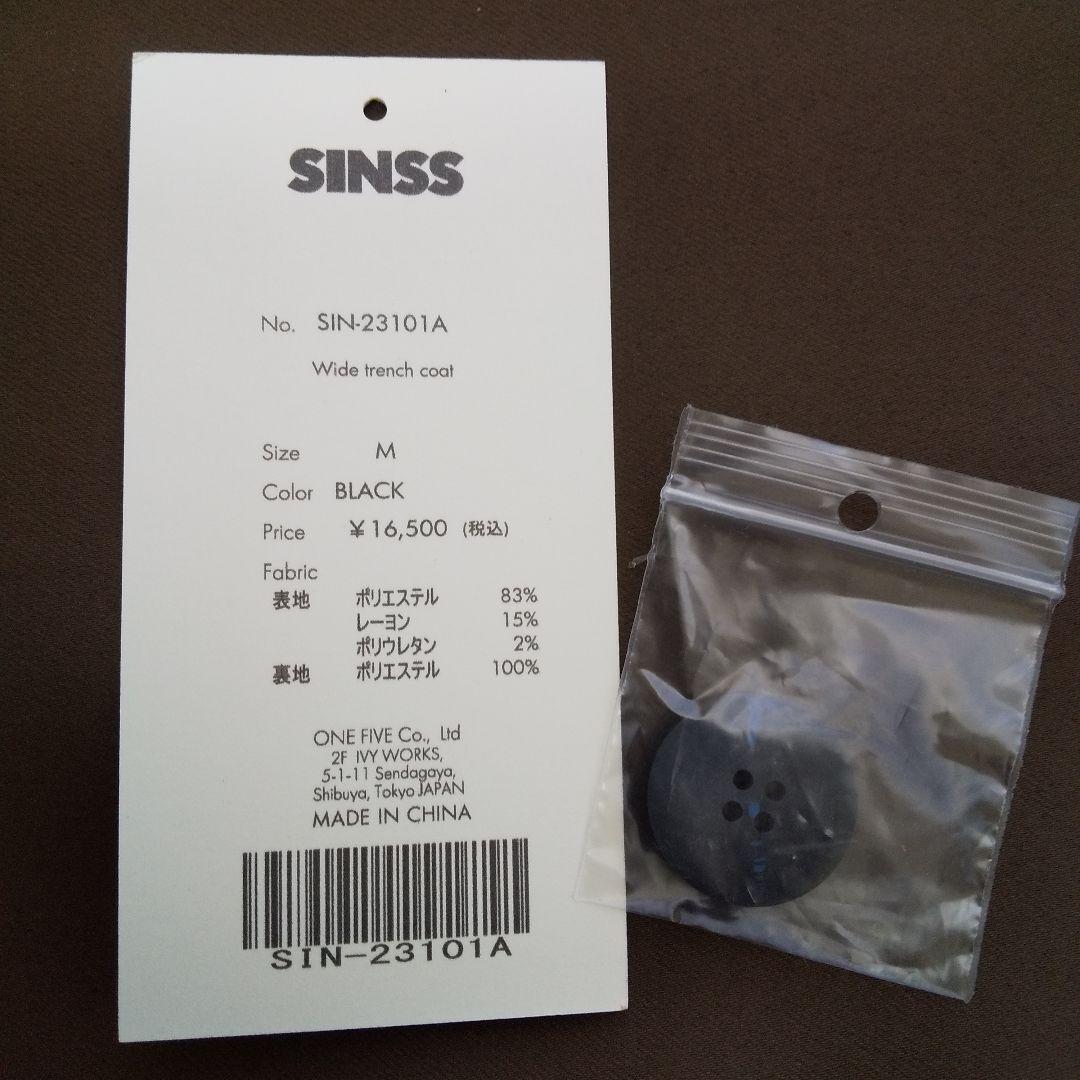 SINSS
No. SIN-23101A
Wide trench coat
Size M
Color BLACK
Price ¥16,500 (税込)
Fabric
表地 ポリエステル 83%
レーヨン 15%
ポリウレタン 2%
裏地 ポリエステル 100%
ONE FIVE Co., Ltd
2F IVY WORKS,
5-1-11 Sendagaya,
Shibuya, Tokyo JAPAN
MADE IN CHINA
SIN-23101A